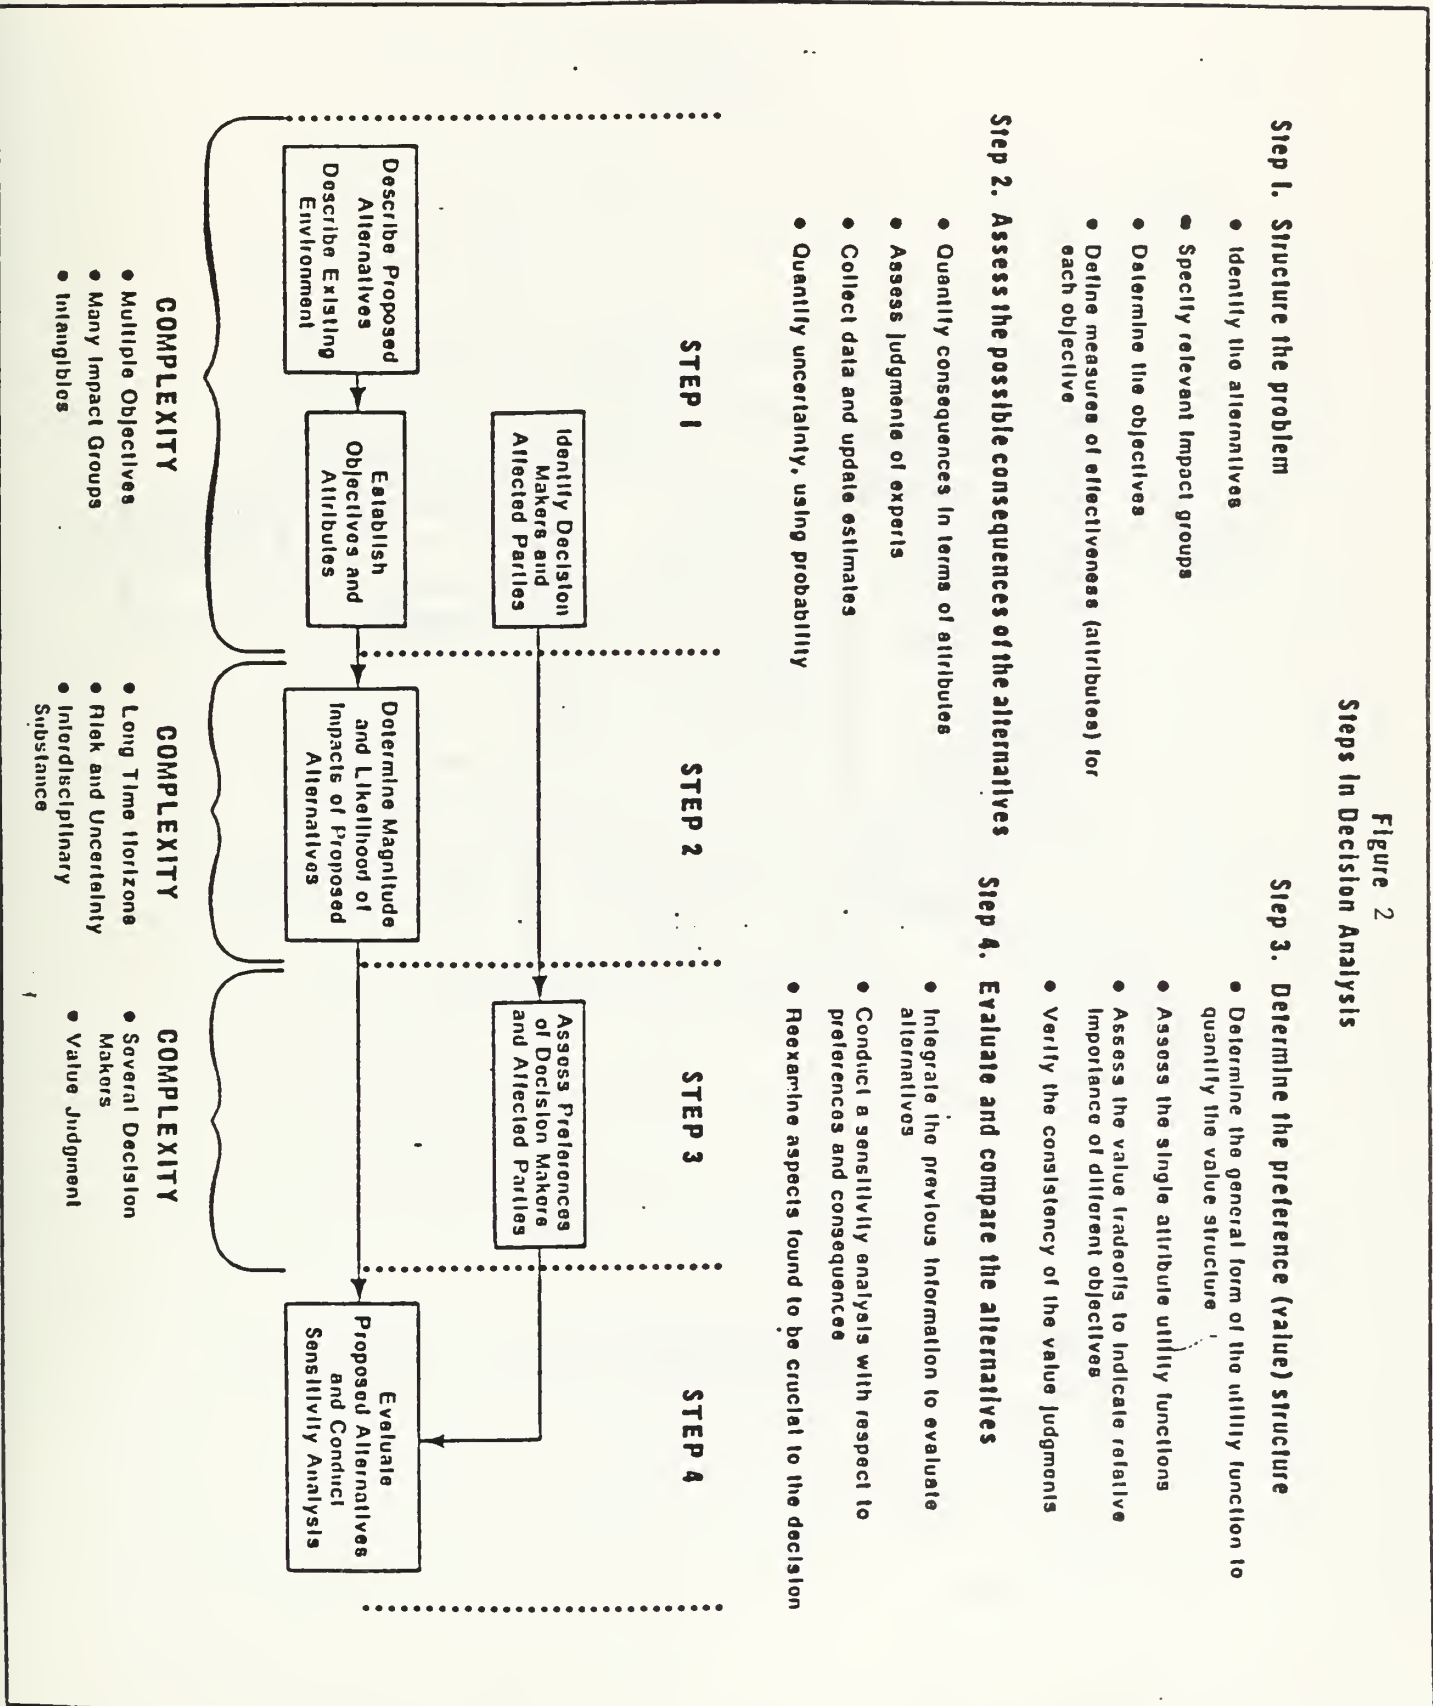 Figure 2
Steps in Decision Analysis
Step 1. Structure the problem
• Identify the alternatives
• Specify relevant impact groups
• Determine the objectives
• Define measures of effectiveness (attributes) for
each objective
Step 2. Assess the possible consequences of the alternatives
• Quantify consequences in terms of attributes
• Assess judgments of experts
• Collect data and update estimates
• Quantify uncertainty, using probability
Step 3. Determine the preference (value) structure
• Determine the general form of the utility function to
quantify the value structure
• Assess the single attribute utility functions
• Assess the value tradeoffs to indicate relative
importance of different objectives
• Verify the consistency of the value judgments
Step 4. Evaluate and compare the alternatives
• Integrate the previous information to evaluate
alternatives
• Conduct a sensitivity analysis with respect to
preferences and consequences
• Reexamine aspects found to be crucial to the decision
STEP 1
STEP 2
STEP 3
STEP 4
Identify Decision
Makers and
Affected Parties
Assess Preferences
of Decision Makers
and Affected Parties
Describe Proposed
Alternatives
Describe Existing
Environment
Establish
Objectives and
Attributes
Determine Magnitude
and Likelihood of
Impacts of Proposed
Alternatives
Evaluate
Proposed Alternatives
and Conduct
Sensitivity Analysis
COMPLEXITY
• Multiple Objectives
• Many Impact Groups
• Intangibles
COMPLEXITY
• Long Time Horizons
• Risk and Uncertainty
• Interdisciplinary
Substance
COMPLEXITY
• Several Decision
Makers
• Value Judgment